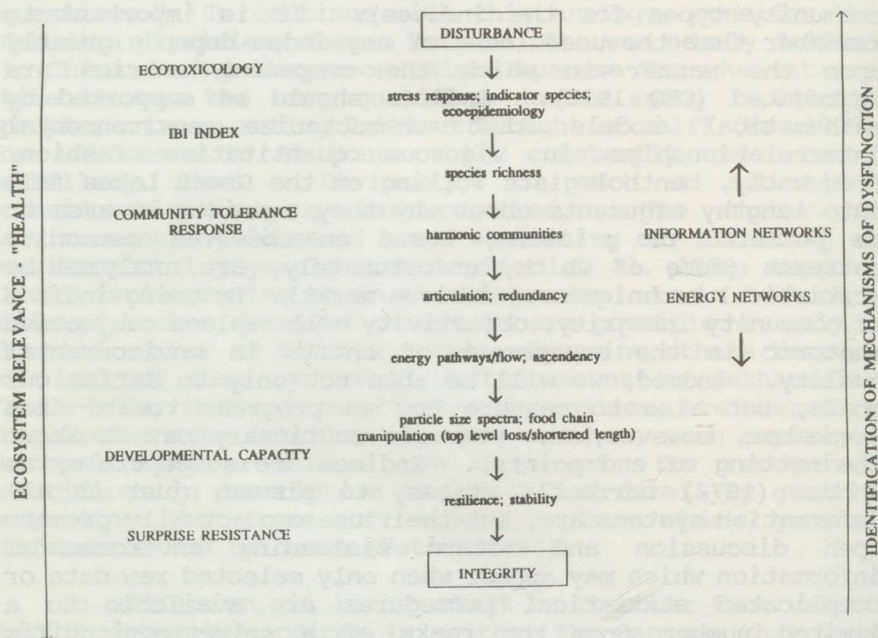 DISTURBANCE
ECOTOXICOLOGY
stress response; indicator species;
ecoepidemiology
IBI INDEX
species richness
COMMUNITY TOLERANCE
RESPONSE
harmonic communities
INFORMATION NETWORKS
articulation; redundancy
ENERGY NETWORKS
energy pathways/flow; ascendency
particle size spectra; food chain
manipulation (top level loss/shortened length)
DEVELOPMENTAL CAPACITY
resilience; stability
SURPRISE RESISTANCE
INTEGRITY
ECOSYSTEM RELEVANCE - "HEALTH"
IDENTIFICATION OF MECHANISMS OF DYSFUNCTION